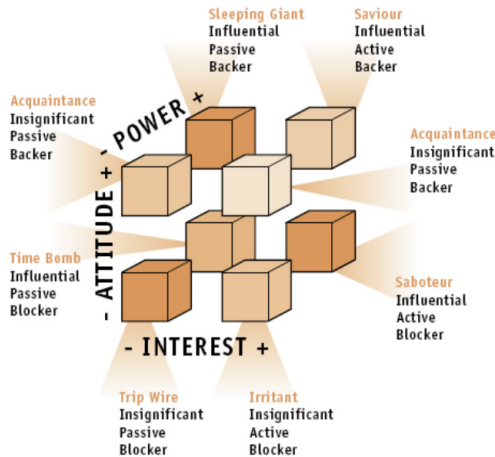 Sleeping Giant
Influential
Passive
Backer
Saviour
Influential
Active
Backer
Acquaintance
Insignificant
Passive
Backer
- POWER +
Acquaintance
Insignificant
Passive
Backer
- ATTITUDE +
Time Bomb
Influential
Passive
Blocker
Saboteur
Influential
Active
Blocker
- INTEREST +
Trip Wire
Insignificant
Passive
Blocker
Irritant
Insignificant
Active
Blocker